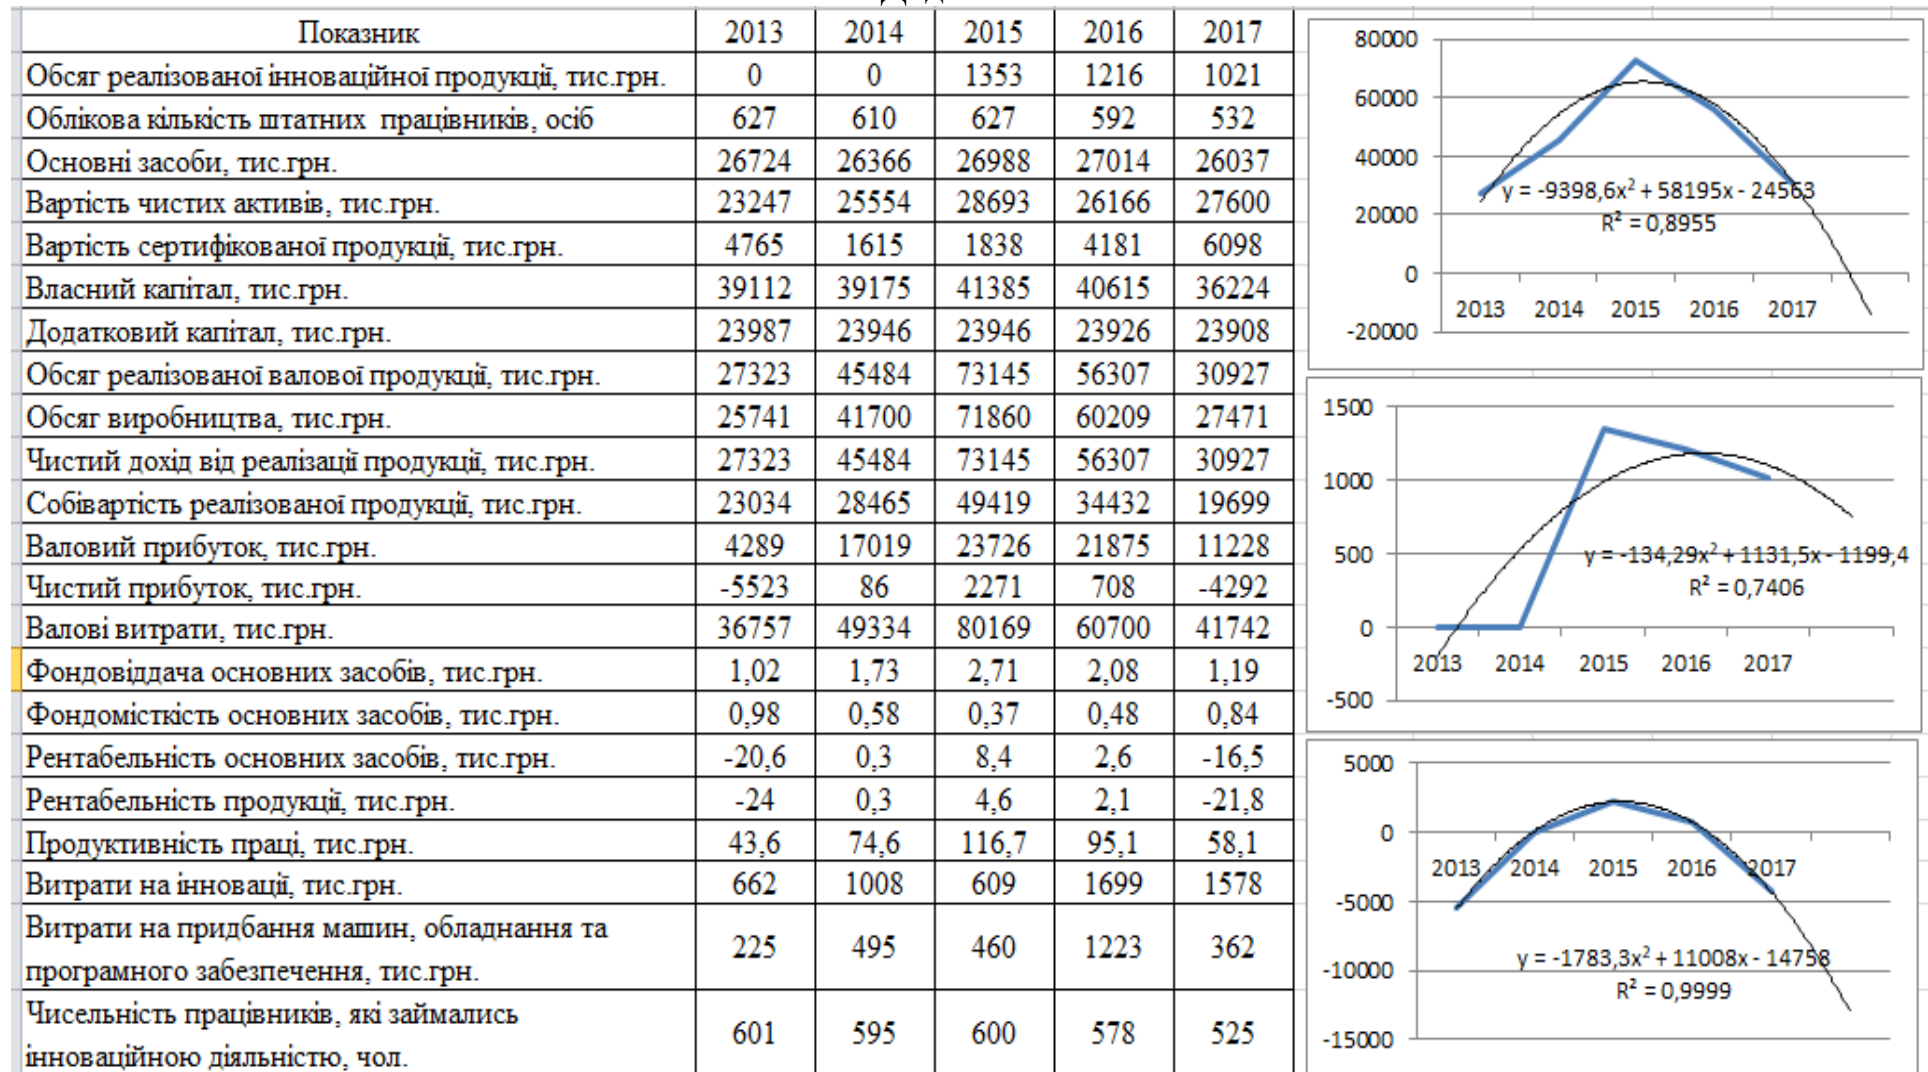 Показник 2013 2014 2015 2016 2017
Обсяг реалізованої інноваційної продукції, тис.грн. 0 0 1353 1216 1021
Облікова кількість штатних працівників, осіб 627 610 627 592 532
Основні засоби, тис.грн. 26724 26366 26988 27014 26037
Вартість чистих активів, тис.грн. 23247 25554 28693 26166 27600
Вартість сертифікованої продукції, тис.грн. 4765 1615 1838 4181 6098
Власний капітал, тис.грн. 39112 39175 41385 40615 36224
Додатковий капітал, тис.грн. 23987 23946 23946 23926 23908
Обсяг реалізованої валової продукції, тис.грн. 27323 45484 73145 56307 30927
Обсяг виробництва, тис.грн. 25741 41700 71860 60209 27471
Чистий дохід від реалізації продукції, тис.грн. 27323 45484 73145 56307 30927
Собівартість реалізованої продукції, тис.грн. 23034 28465 49419 34432 19699
Валовий прибуток, тис.грн. 4289 17019 23726 21875 11228
Чистий прибуток, тис.грн. -5523 86 2271 708 -4292
Валові витрати, тис.грн. 36757 49334 80169 60700 41742
Фондовіддача основних засобів, тис.грн. 1,02 1,73 2,71 2,08 1,19
Фондомісткість основних засобів, тис.грн. 0,98 0,58 0,37 0,48 0,84
Рентабельність основних засобів, тис.грн. -20,6 0,3 8,4 2,6 -16,5
Рентабельність продукції, тис.грн. -24 0,3 4,6 2,1 -21,8
Продуктивність праці, тис.грн. 43,6 74,6 116,7 95,1 58,1
Витрати на інновації, тис.грн. 662 1008 609 1699 1578
Витрати на придбання машин, обладнання та
програмного забезпечення, тис.грн. 225 495 460 1223 362
Чисельність працівників, які займались
інноваційною діяльністю, чол. 601 595 600 578 525
80000
60000
40000
y = -9398,6x² + 58195x - 24563
20000
R² = 0,8955
0
2013 2014 2015 2016 2017
-20000
1500
1000
500
y = -134,29x² + 1131,5x - 1199,4
R² = 0,7406
0
2013 2014 2015 2016 2017
-500
5000
0
2013 2014 2015 2016 2017
-5000
y = -1783,3x² + 11008x - 14758
-10000
R² = 0,9999
-15000